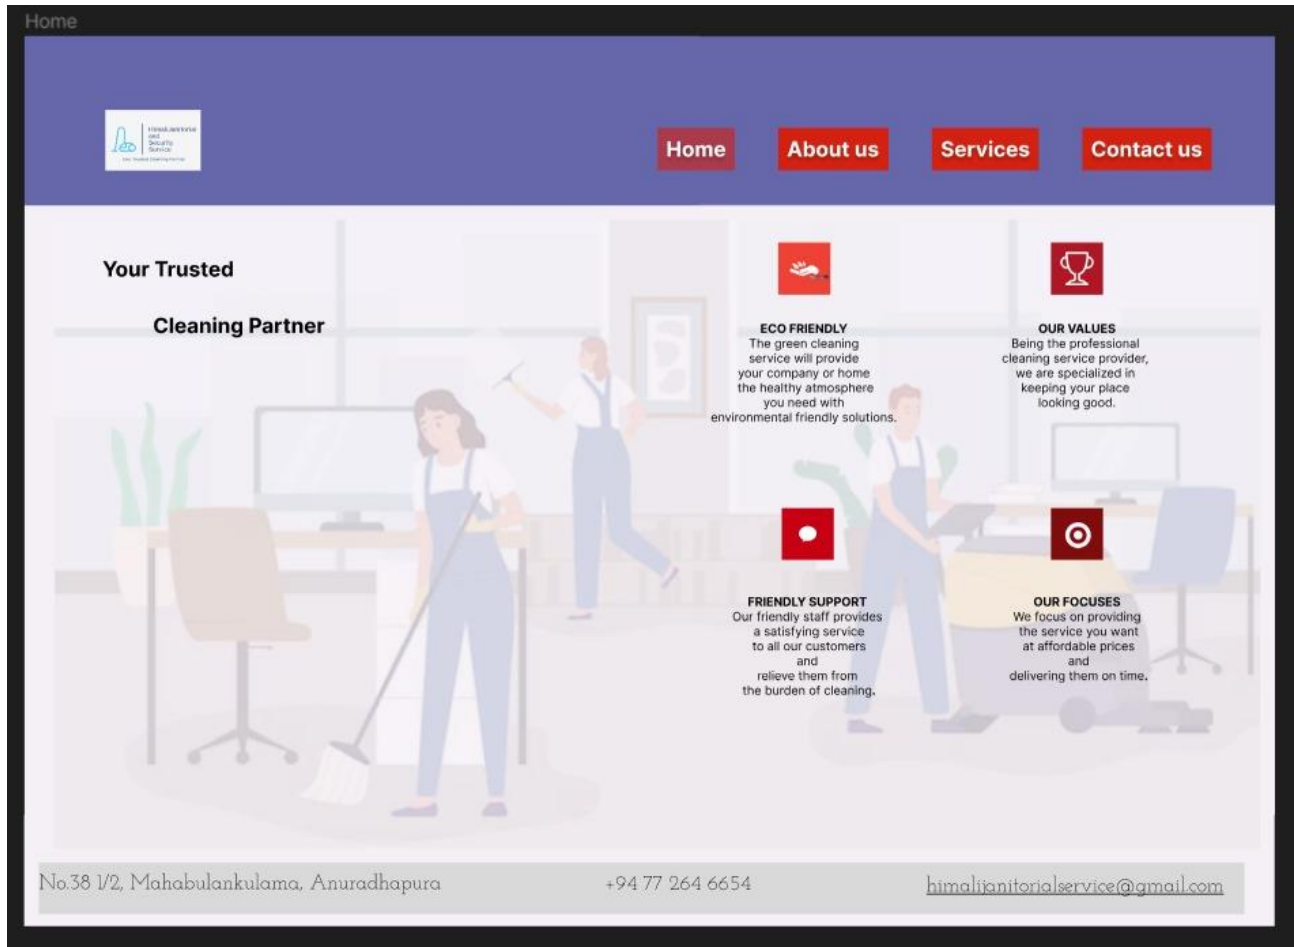 Home
and
Security
Service
Home
About us
Services
Contact us
Your Trusted
Cleaning Partner
ECO FRIENDLY
The green cleaning
service will provide
your company or home
the healthy atmosphere
you need with
environmental friendly solutions.
OUR VALUES
Being the professional
cleaning service provider,
we are specialized in
keeping your place
looking good.
FRIENDLY SUPPORT
Our friendly staff provides
a satisfying service
to all our customers
and
relieve them from
the burden of cleaning.
OUR FOCUSES
We focus on providing
the service you want
at affordable prices
and
delivering them on time.
No.38 1/2, Mahabulankulama, Anuradhapura
+94 77 264 6654
himalijanitorialservice@gmail.com